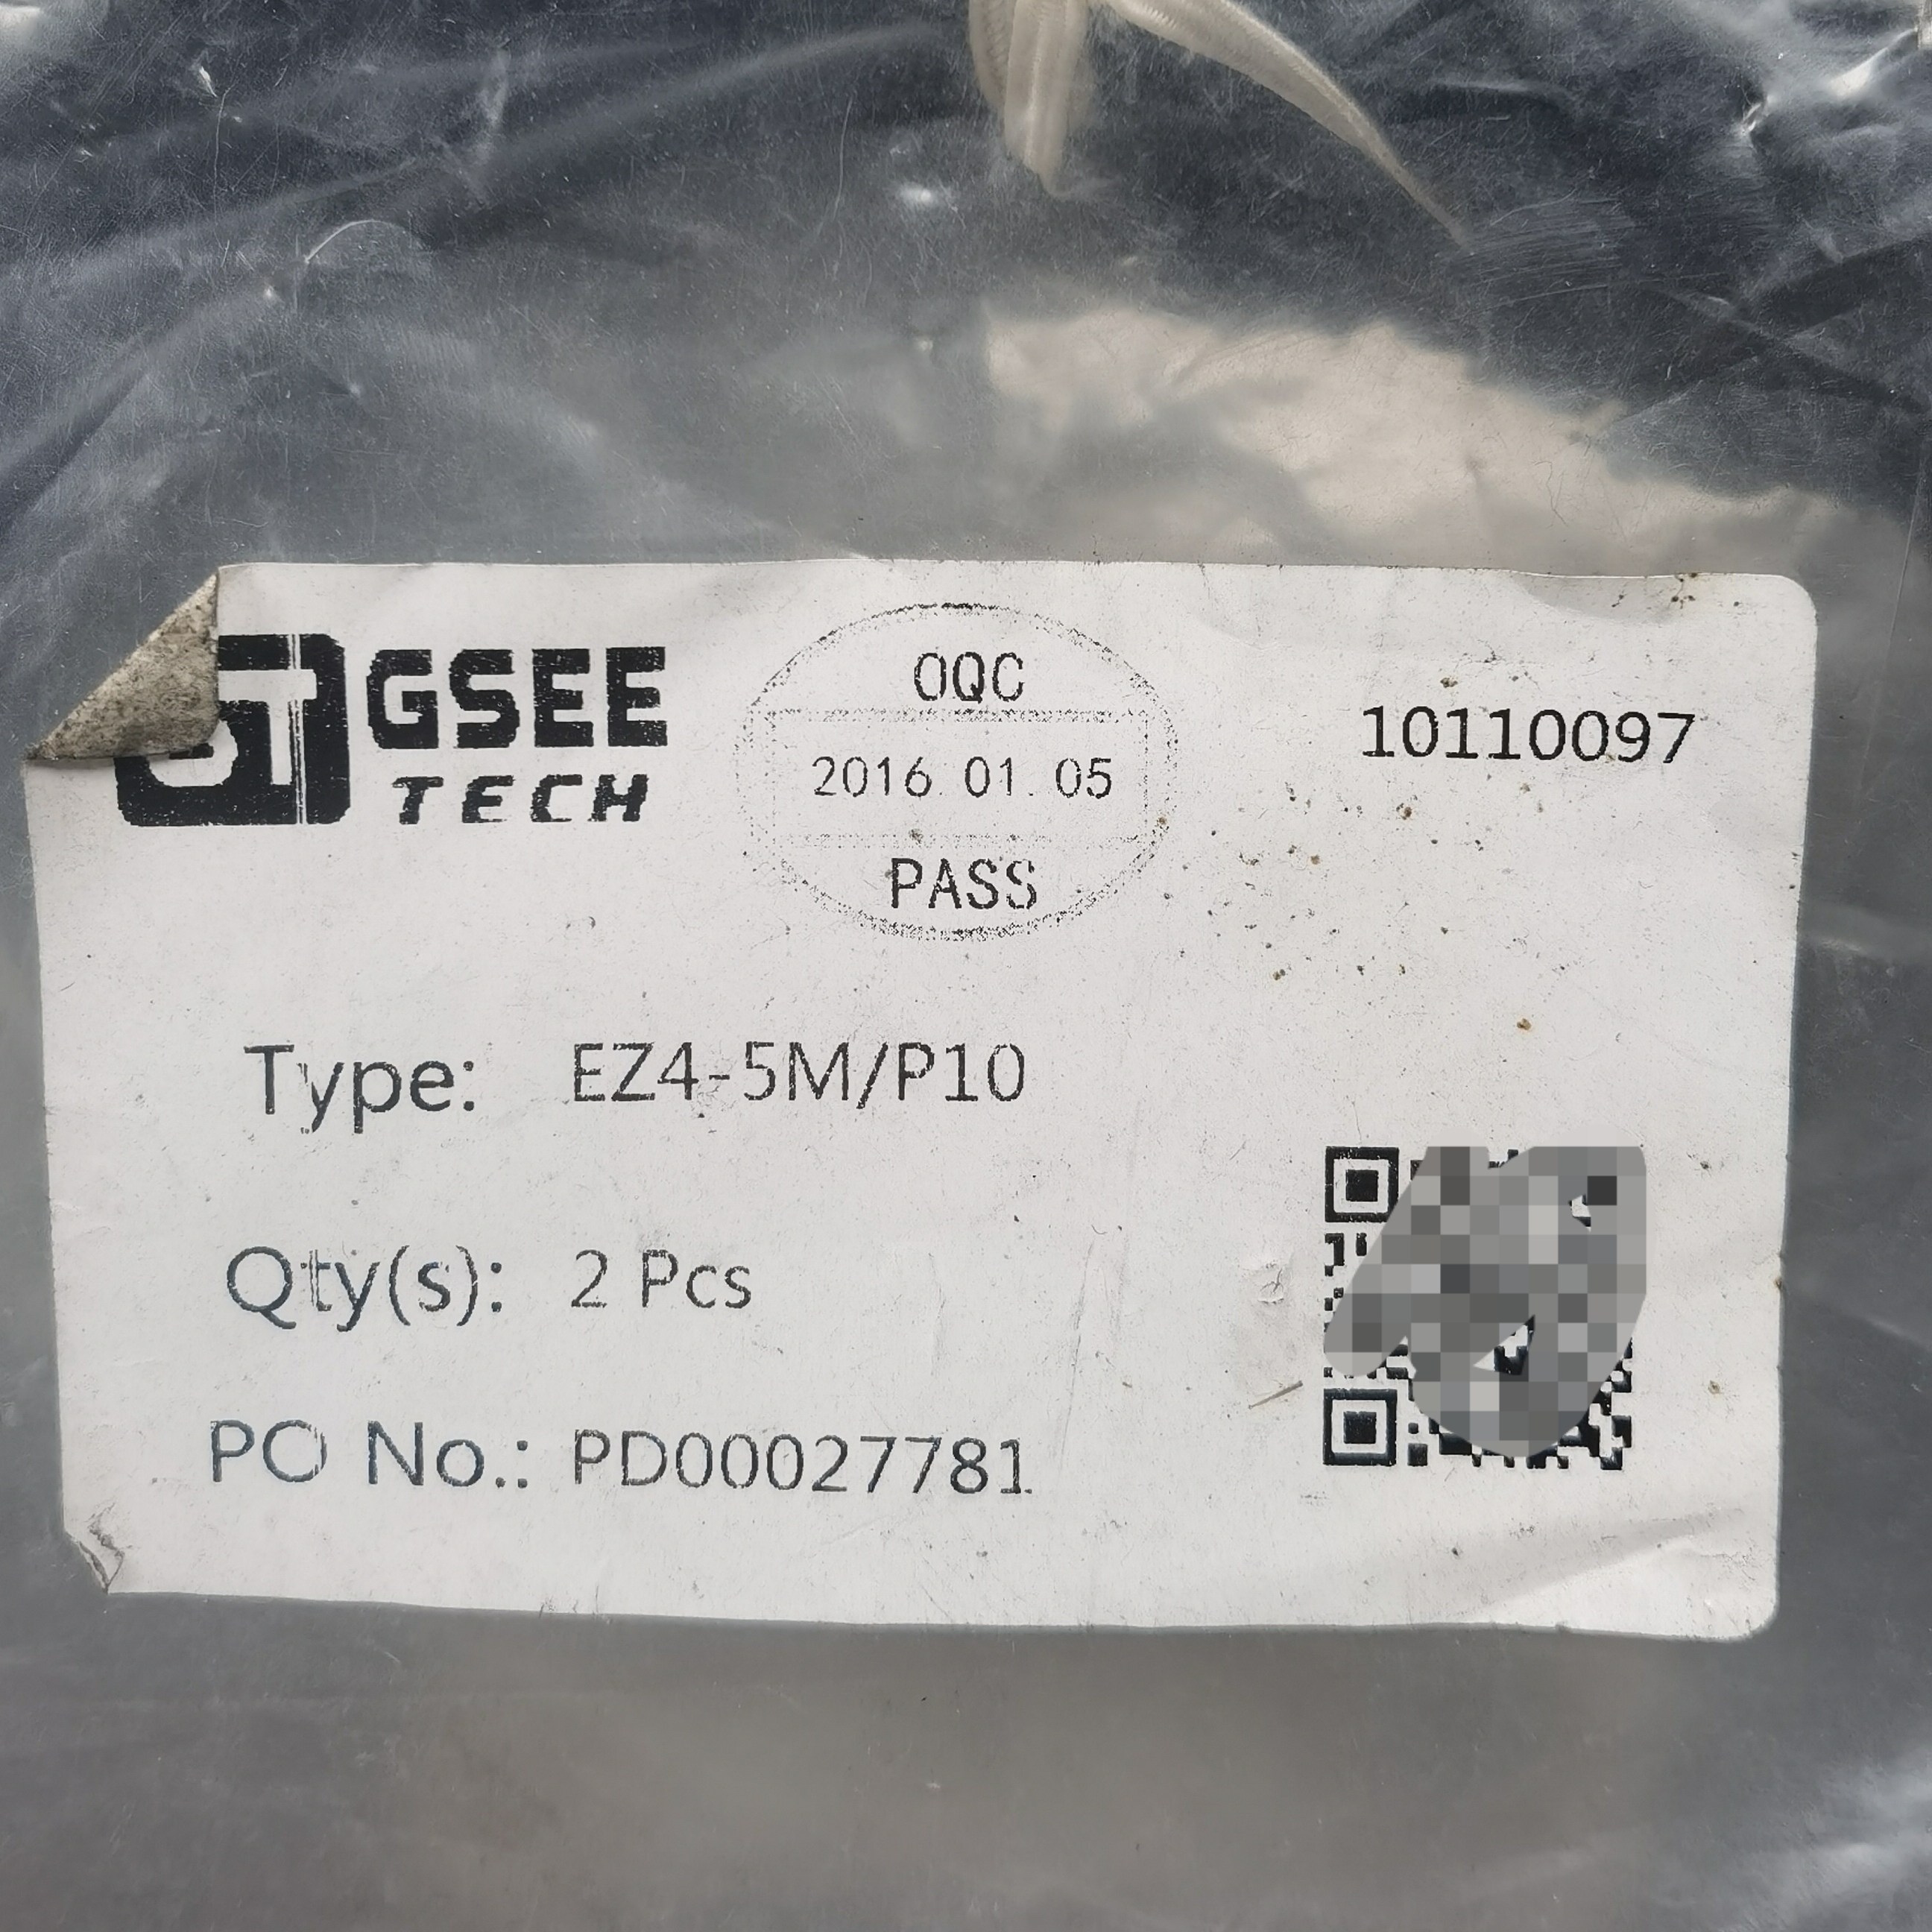 GSEE
TECH
OQC
2016.01.05
PASS
10110097
Type: EZ4-5M/P10
Qty(s): 2 Pcs
PO No.: PD00027781